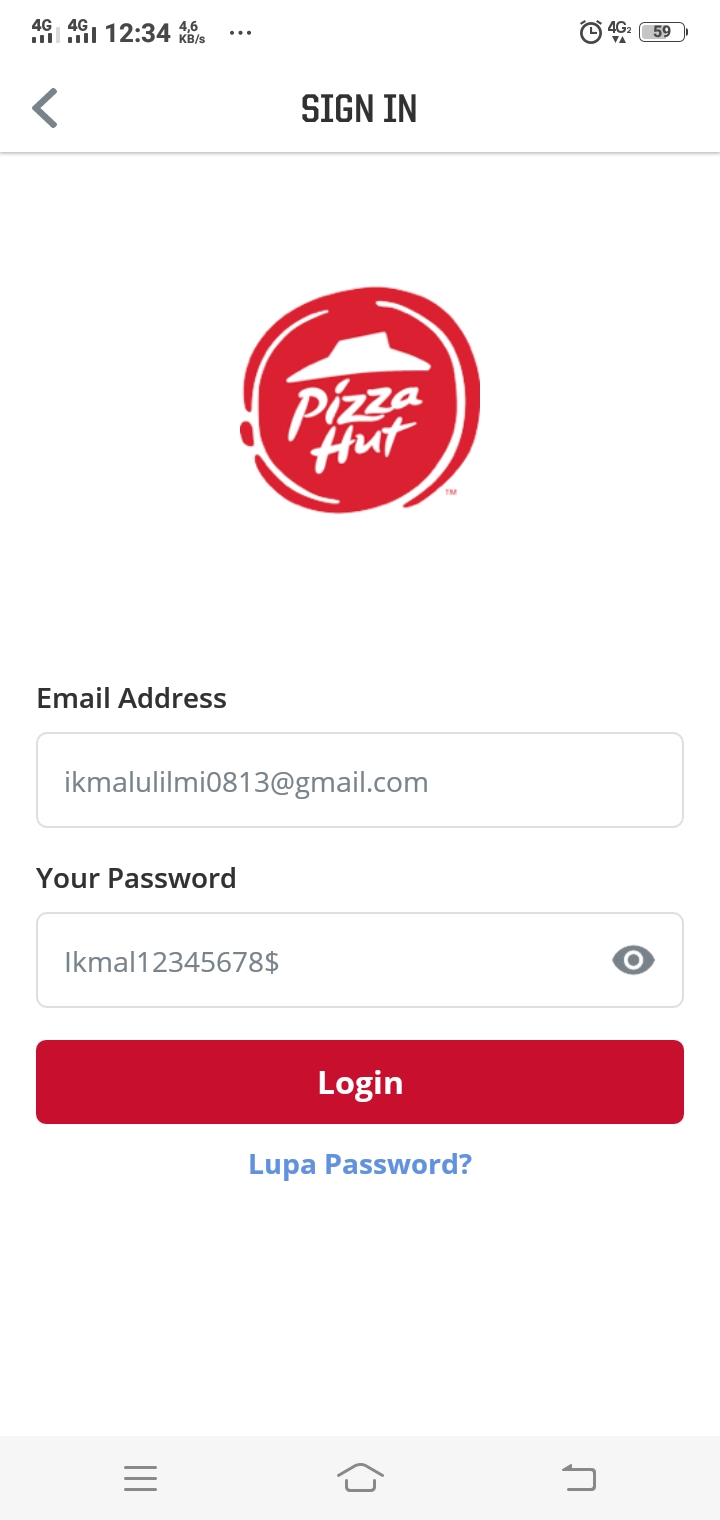 4G 4G 12:34 4,6 KB/s ... 4G2 59
SIGN IN
Pizza
Hut
TM
Email Address
ikmalulilmi0813@gmail.com
Your Password
Ikmal12345678$
Login
Lupa Password?